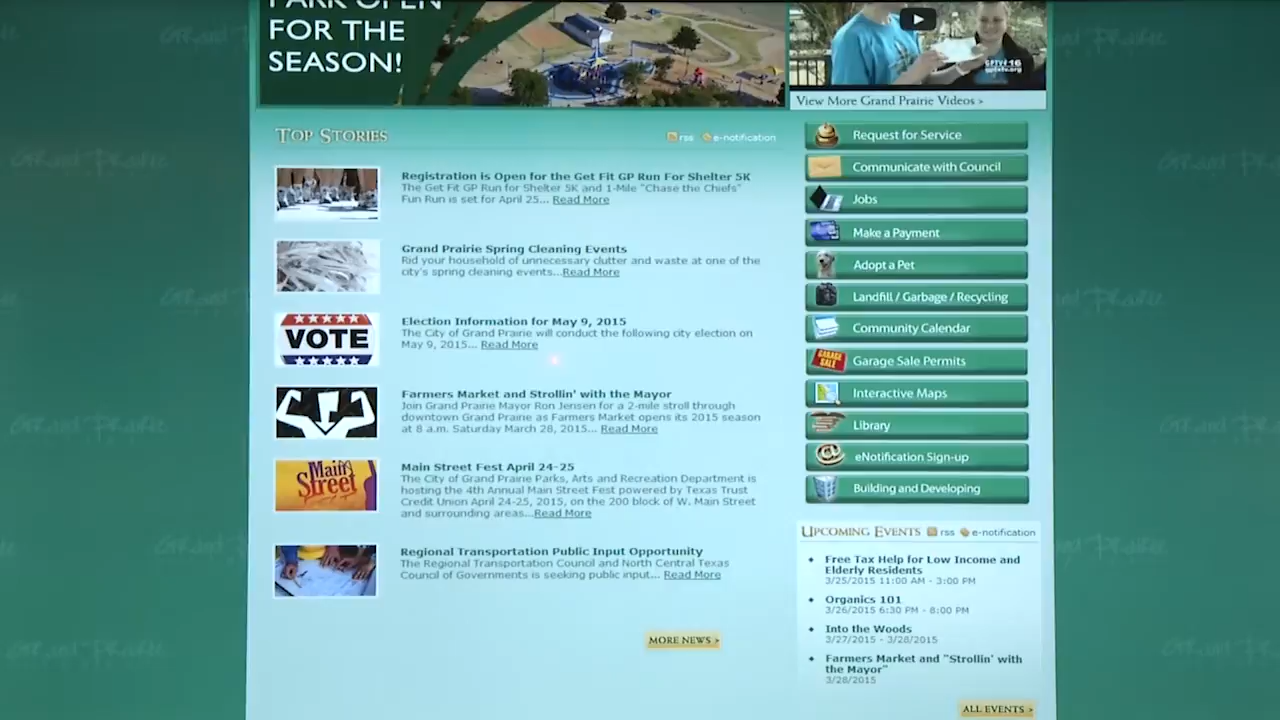 PARK OPEN
FOR THE
SEASON!
GPTV 16
gptv.org
View More Grand Prairie Videos >
TOP STORIES
rss
e-notification
Registration is Open for the Get Fit GP Run For Shelter 5K
The Get Fit GP Run for Shelter 5K and 1-Mile "Chase the Chiefs"
Fun Run is set for April 25... Read More
Grand Prairie Spring Cleaning Events
Rid your household of unnecessary clutter and waste at one of the
city's spring cleaning events...Read More
VOTE
Election Information for May 9, 2015
The City of Grand Prairie will conduct the following city election on
May 9, 2015... Read More
Farmers Market and Strollin' with the Mayor
Join Grand Prairie Mayor Ron Jensen for a 2-mile stroll through
downtown Grand Prairie as Farmers Market opens its 2015 season
at 8 a.m. Saturday March 28, 2015... Read More
Main
Street
Main Street Fest April 24-25
The City of Grand Prairie Parks, Arts and Recreation Department is
hosting the 4th Annual Main Street Fest powered by Texas Trust
Credit Union April 24-25, 2015, on the 200 block of W. Main Street
and surrounding areas...Read More
Regional Transportation Public Input Opportunity
The Regional Transportation Council and North Central Texas
Council of Governments is seeking public input... Read More
MORE NEWS >
Request for Service
Communicate with Council
Jobs
Make a Payment
Adopt a Pet
Landfill / Garbage / Recycling
Community Calendar
GARAGE
SALE
Garage Sale Permits
Interactive Maps
Library
eNotification Sign-up
Building and Developing
UPCOMING EVENTS
rss
e-notification
Free Tax Help for Low Income and
Elderly Residents
3/25/2015 11:00 AM - 3:00 PM
Organics 101
3/26/2015 6:30 PM - 8:00 PM
Into the Woods
3/27/2015 - 3/28/2015
Farmers Market and "Strollin' with
the Mayor"
3/28/2015
ALL EVENTS >